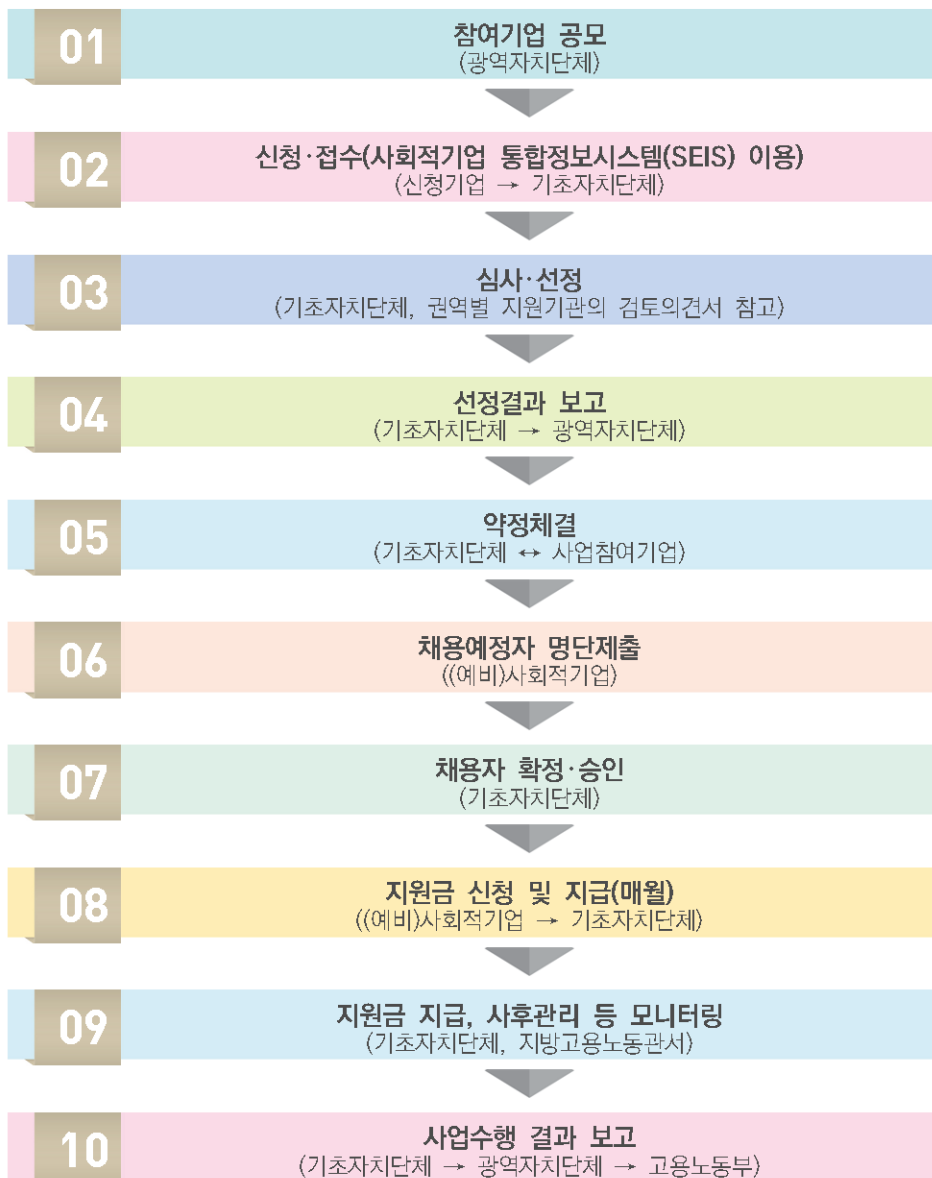 01
참여기업 공모
(광역자치단체)
02
신청·접수(사회적기업 통합정보시스템(SEIS) 이용)
(신청기업 → 기초자치단체)
03
심사·선정
(기초자치단체, 권역별 지원기관의 검토의견서 참고)
04
선정결과 보고
(기초자치단체 → 광역자치단체)
05
약정체결
(기초자치단체 ↔ 사업참여기업)
06
채용예정자 명단제출
((예비)사회적기업)
07
채용자 확정·승인
(기초자치단체)
08
지원금 신청 및 지급(매월)
((예비)사회적기업 → 기초자치단체)
09
지원금 지급, 사후관리 등 모니터링
(기초자치단체, 지방고용노동관서)
10
사업수행 결과 보고
(기초자치단체 → 광역자치단체 → 고용노동부)